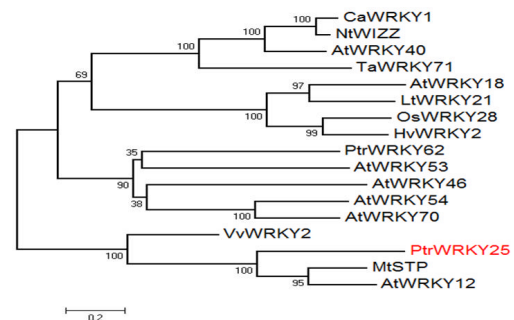 CaWRKY1
100
NtWIZZ
100
AtWRKY40
100
TaWRKY71
69
AtWRKY18
97
LtWRKY21
100
OsWRKY28
99
HvWRKY2
PtrWRKY62
35
AtWRKY53
90
AtWRKY46
38
AtWRKY54
100
AtWRKY70
VvWRKY2
100
PtrWRKY25
100
MtSTP
95
AtWRKY12
0.2